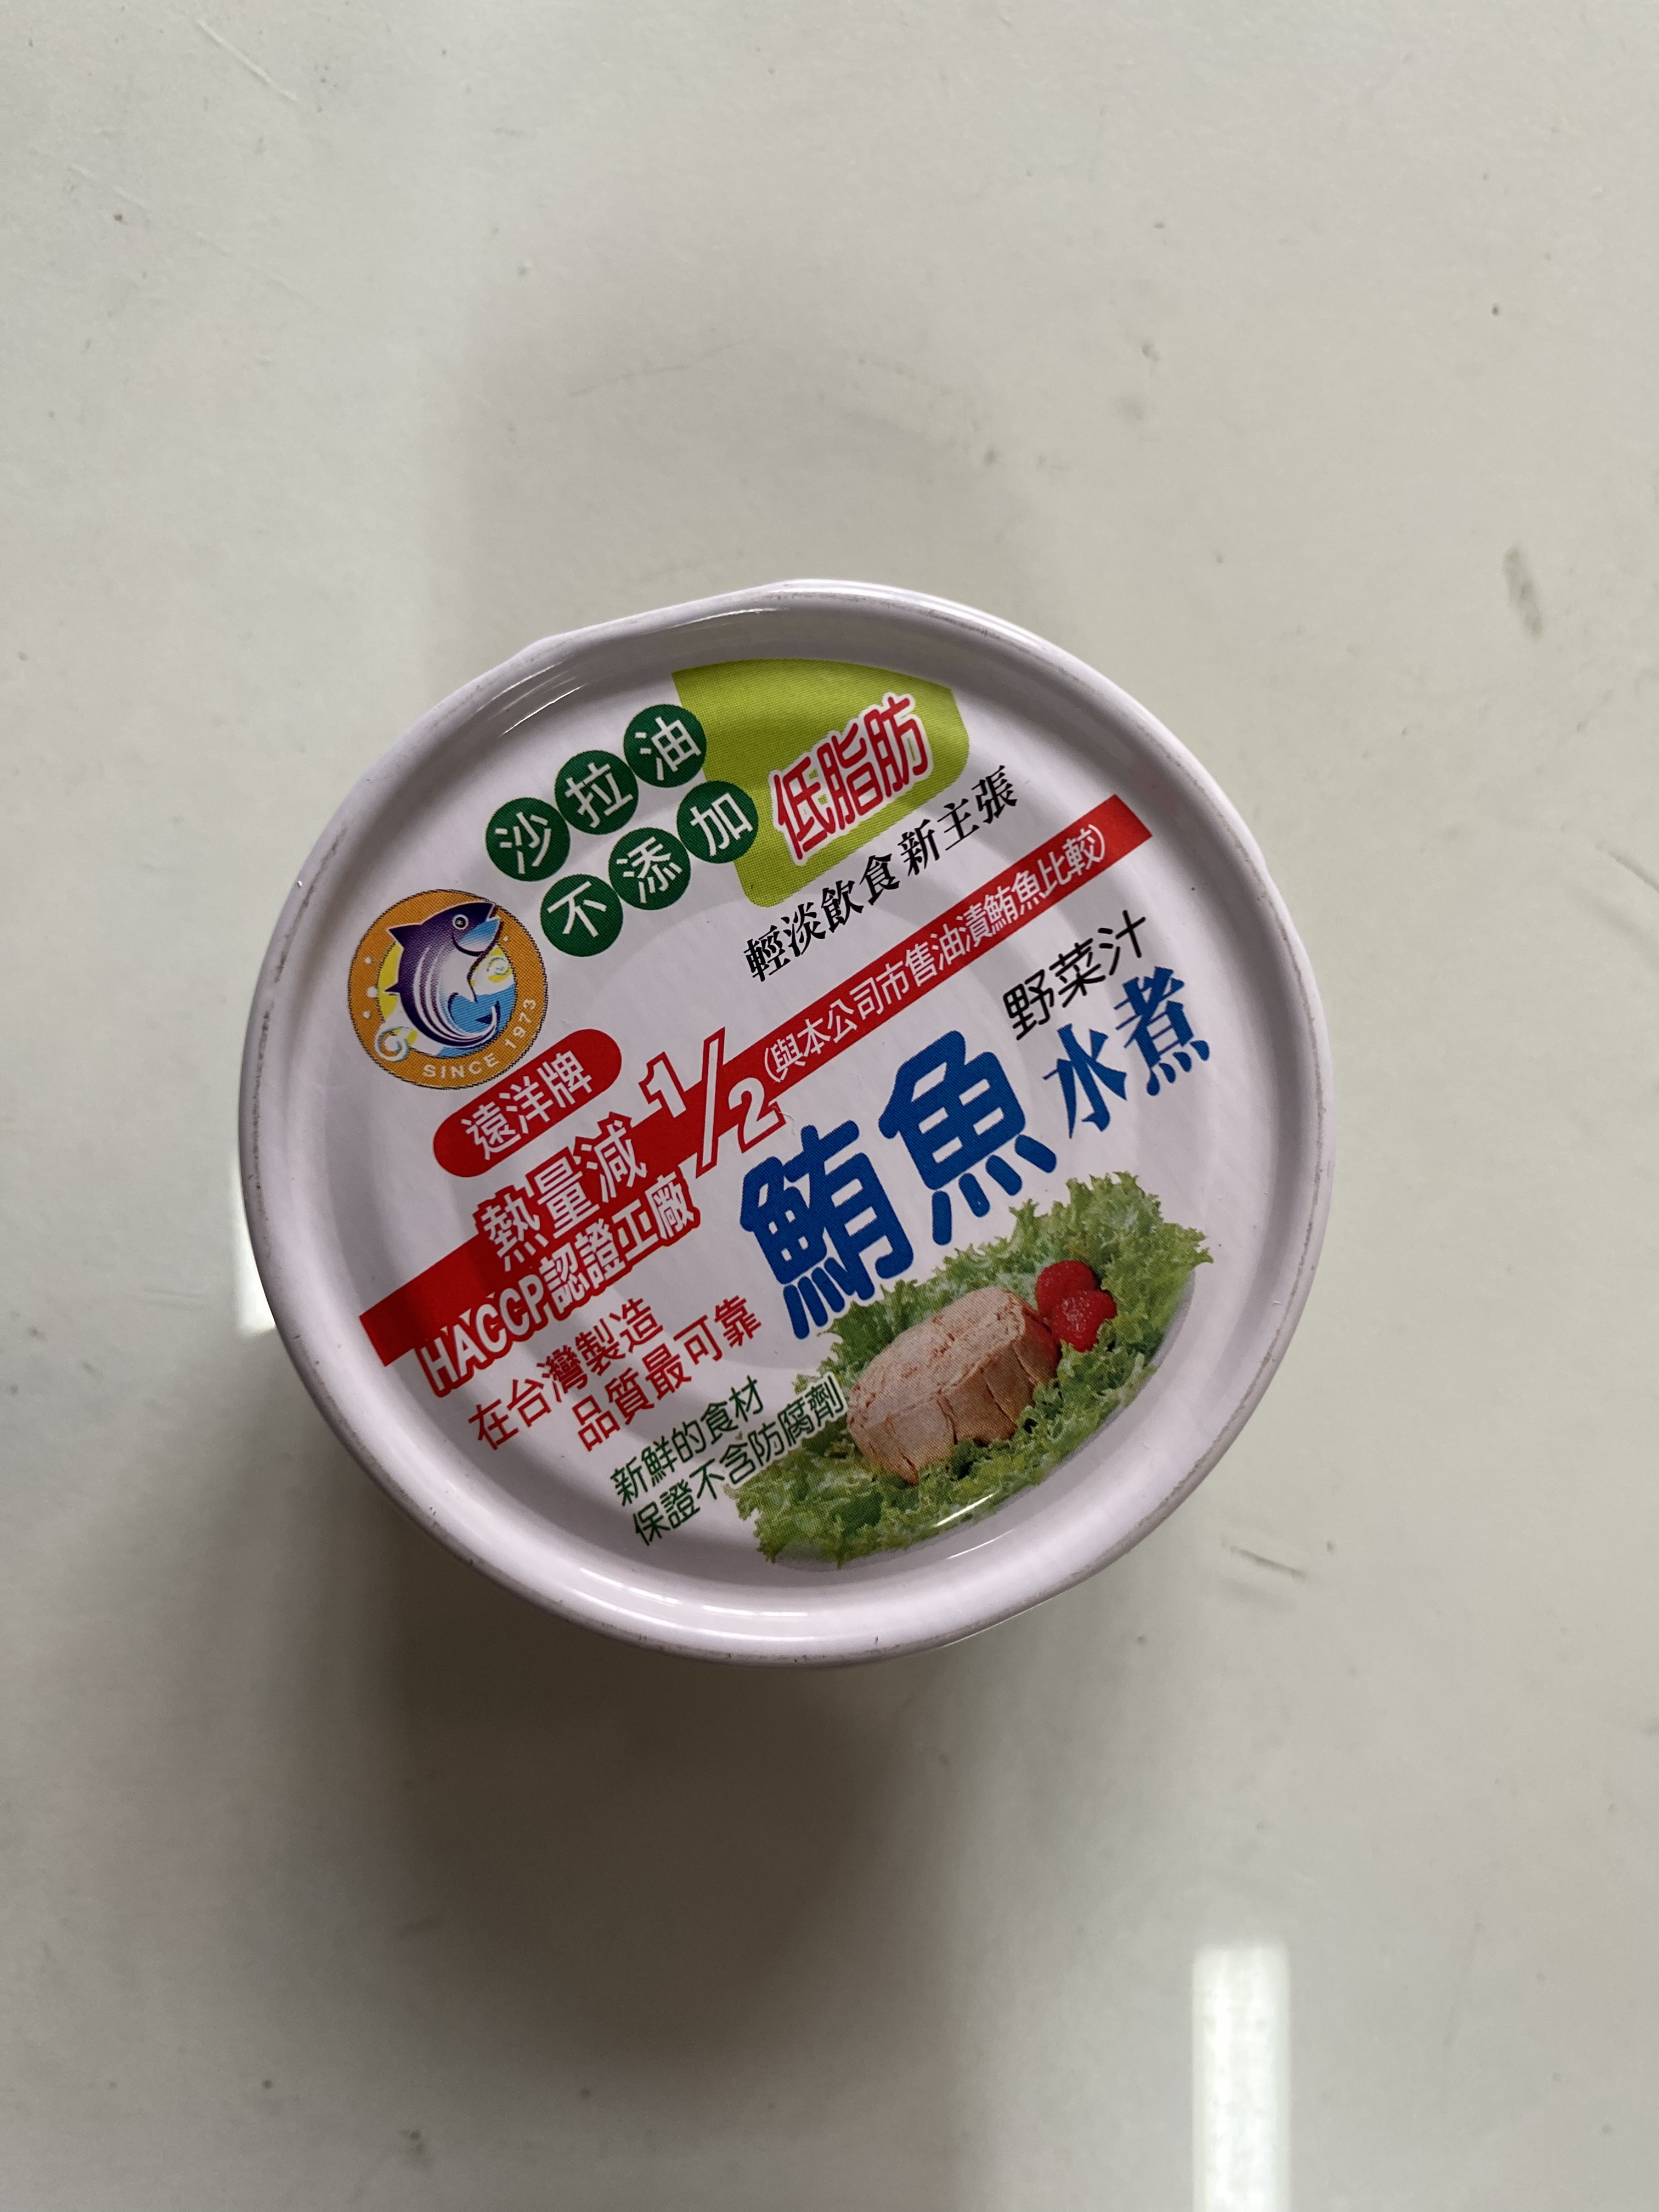 沙拉油
不添加
低脂肪
輕淡飲食新主張
SINCE 1973
遠洋牌
熱量減1/2(與本公司市售油漬鮪魚比較)
HACCP認證工廠
在台灣製造
品質最可靠
野菜汁
鮪魚水煮
新鮮的食材
保證不含防腐劑